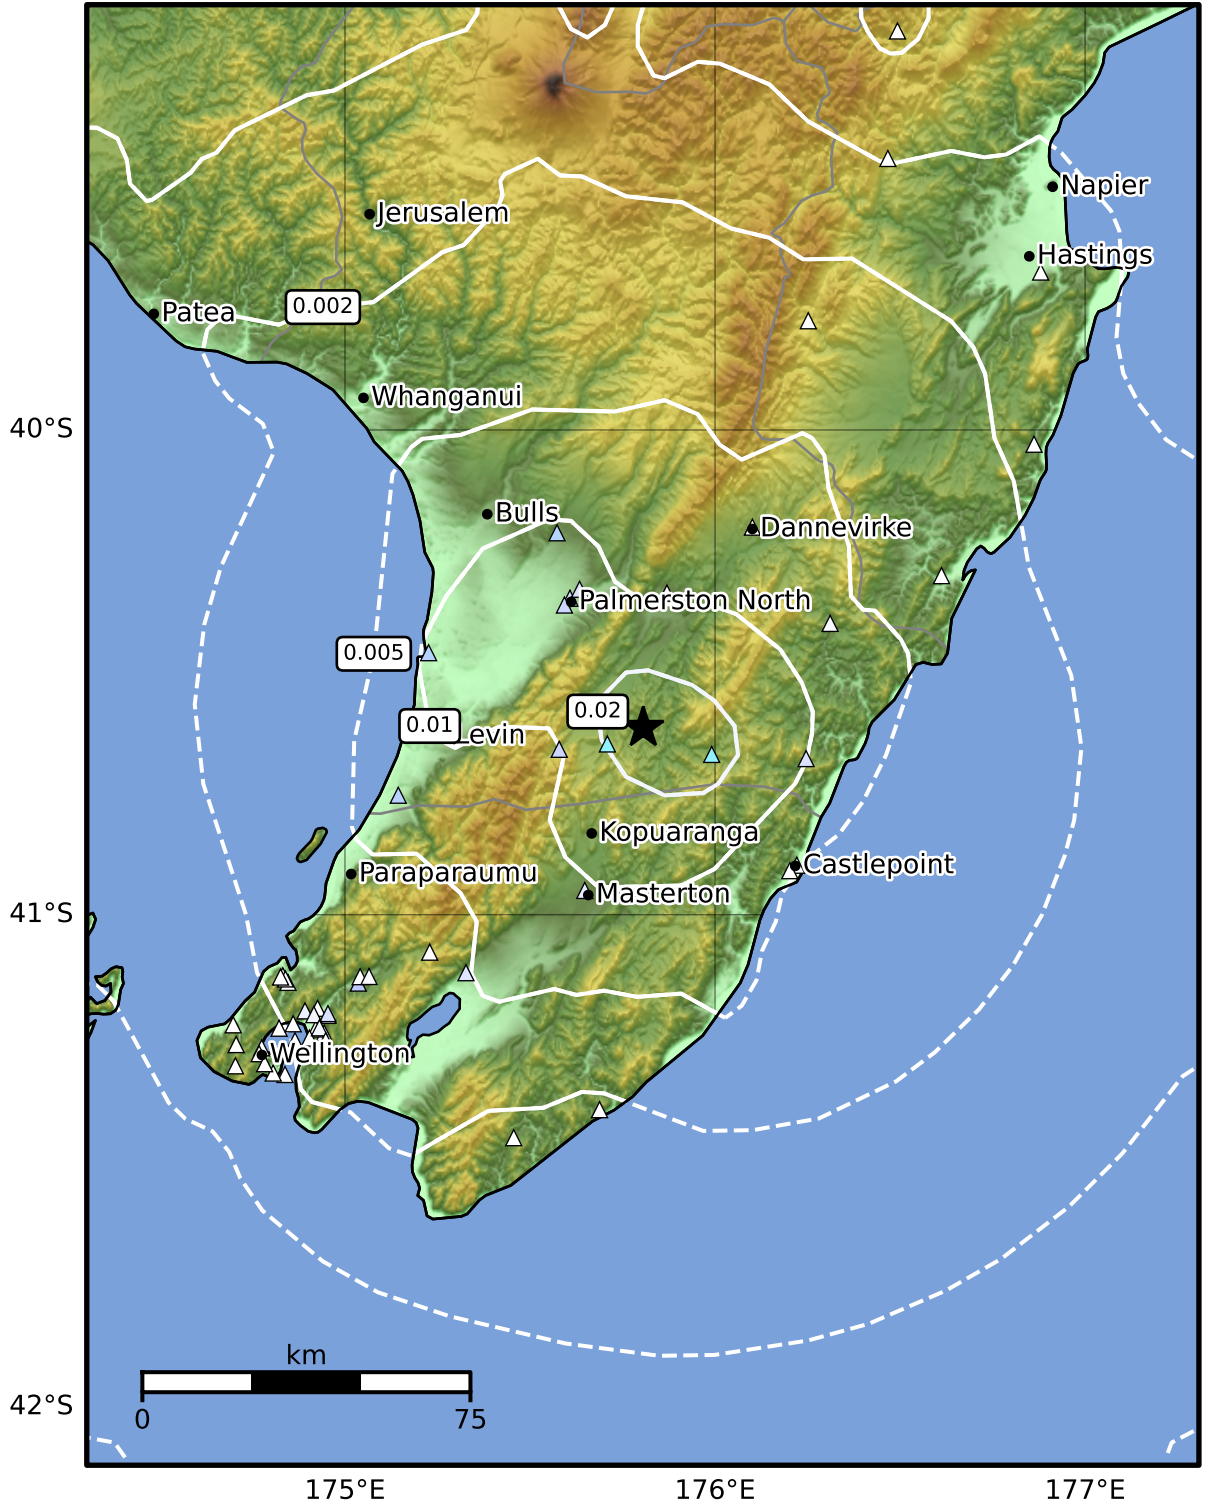 Napier
Jerusalem
Hastings
0.002
Patea
Whanganui
40°S
Bulls
Dannevirke
Palmerston North
0.005
0.02
0.01
evin
Kopuaranga
Castlepoint
Paraparaumu
Masterton
41°S
Wellington
km
0
75
42°S
175°E
176°E
177°E